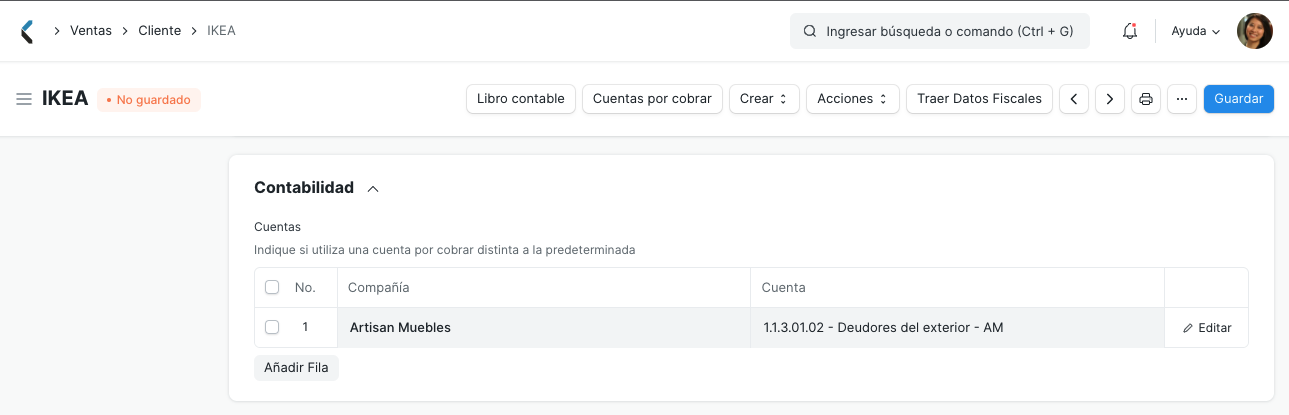 Ventas Cliente IKEA
Ingresar búsqueda o comando (Ctrl + G)
Ayuda
IKEA
No guardado
Libro contable
Cuentas por cobrar
Crear
Acciones
Traer Datos Fiscales
Guardar
Contabilidad
Cuentas
Indique si utiliza una cuenta por cobrar distinta a la predeterminada
No. Compañía Cuenta
1 Artisan Muebles 1.1.3.01.02 - Deudores del exterior - AM Editar
Añadir Fila